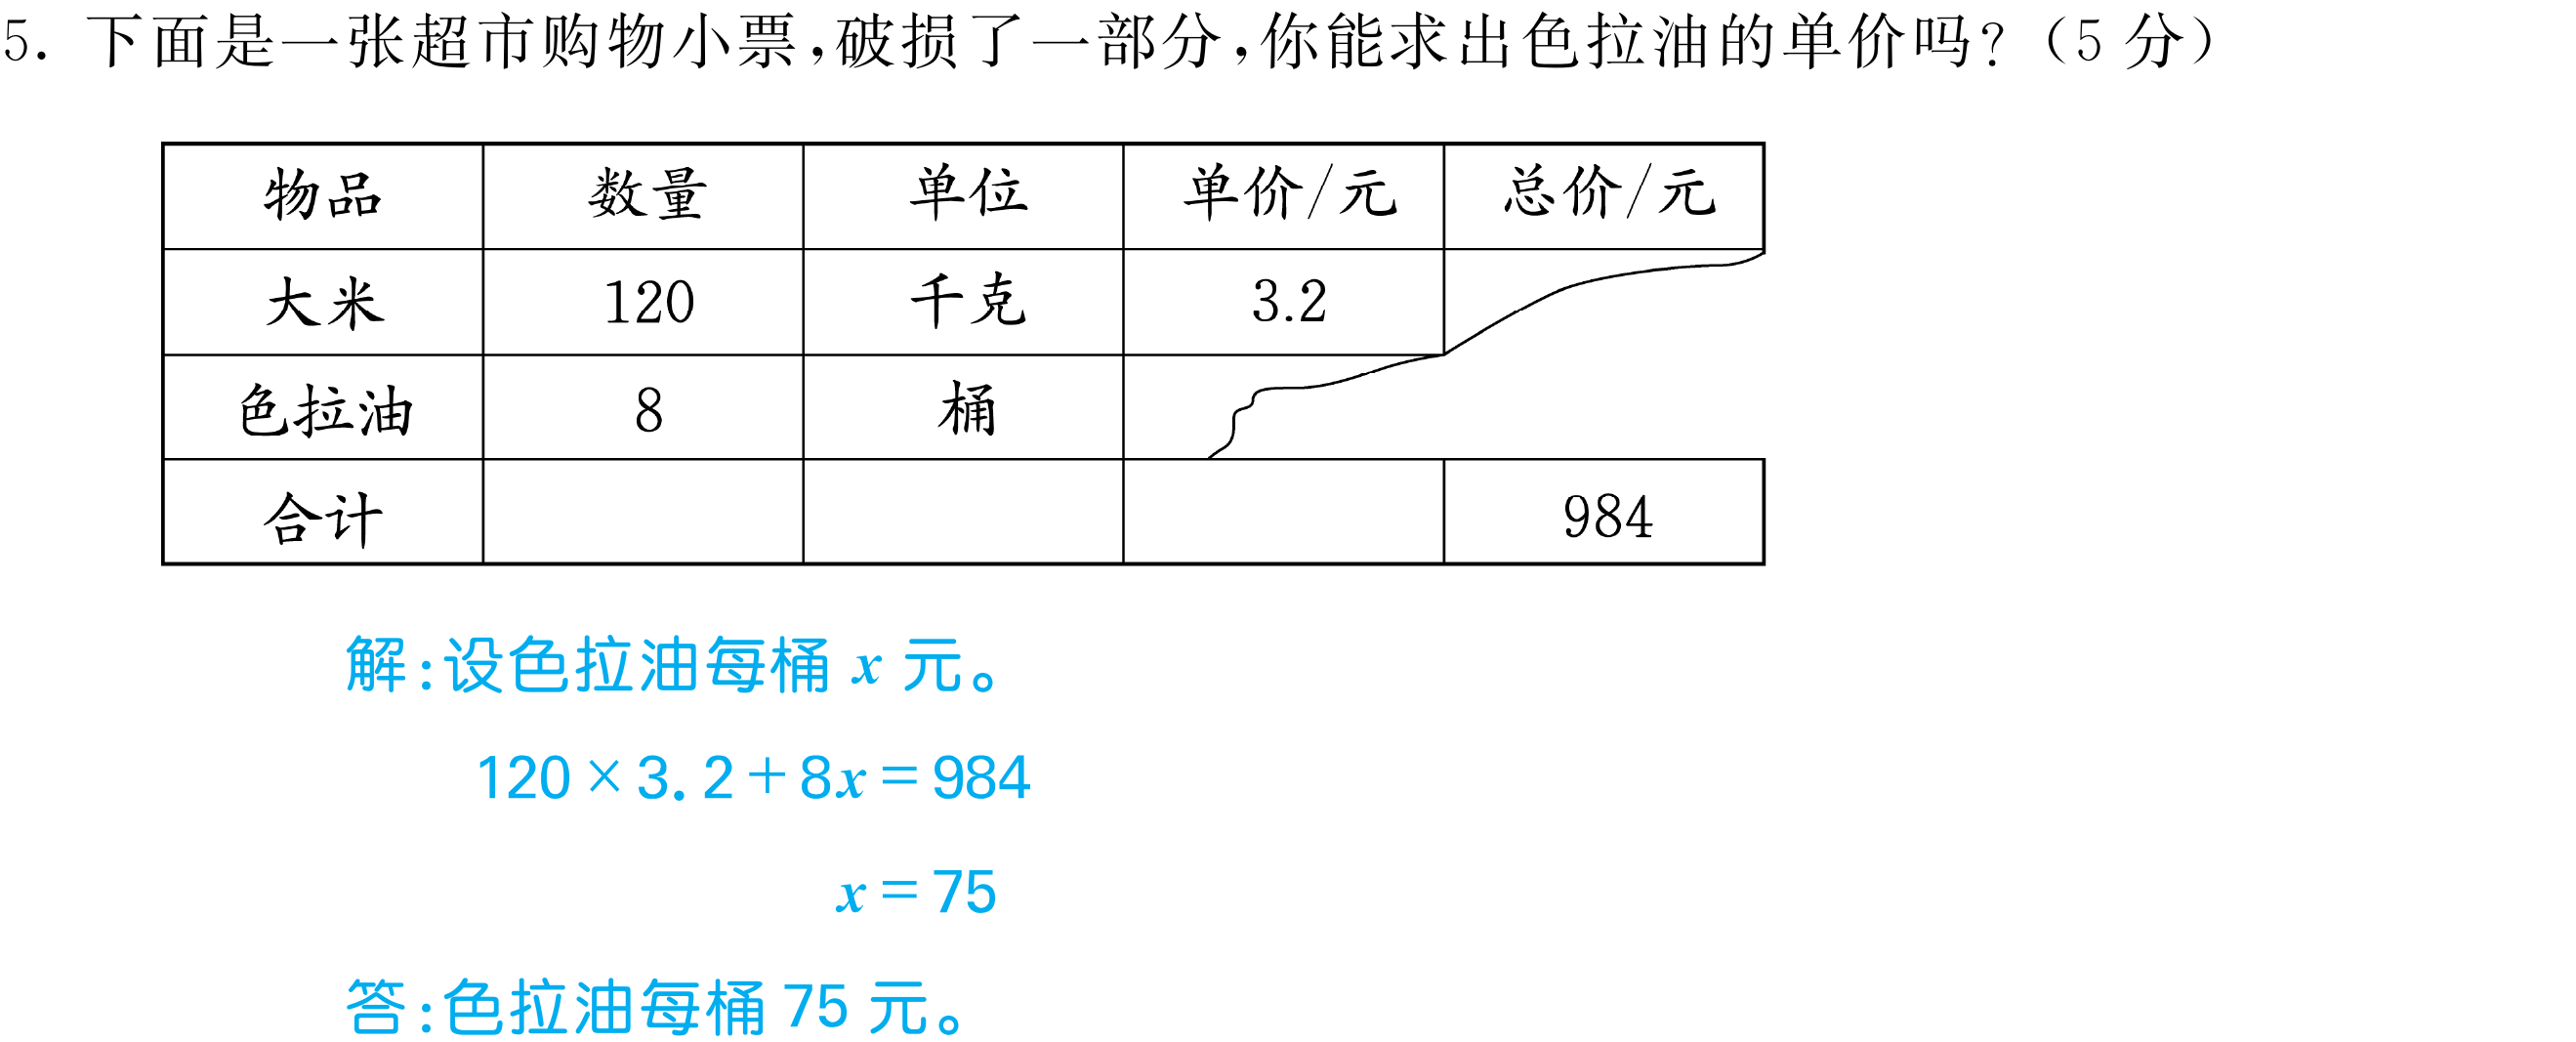 5. 下面是一张超市购物小票,破损了一部分,你能求出色拉油的单价吗?(5 分)
物品 数量 单位 单价/元 总价/元
大米 120 千克 3.2
色拉油 8 桶
合计 984
解:设色拉油每桶 x 元。
120×3.2+8x=984
x=75
答:色拉油每桶 75 元。